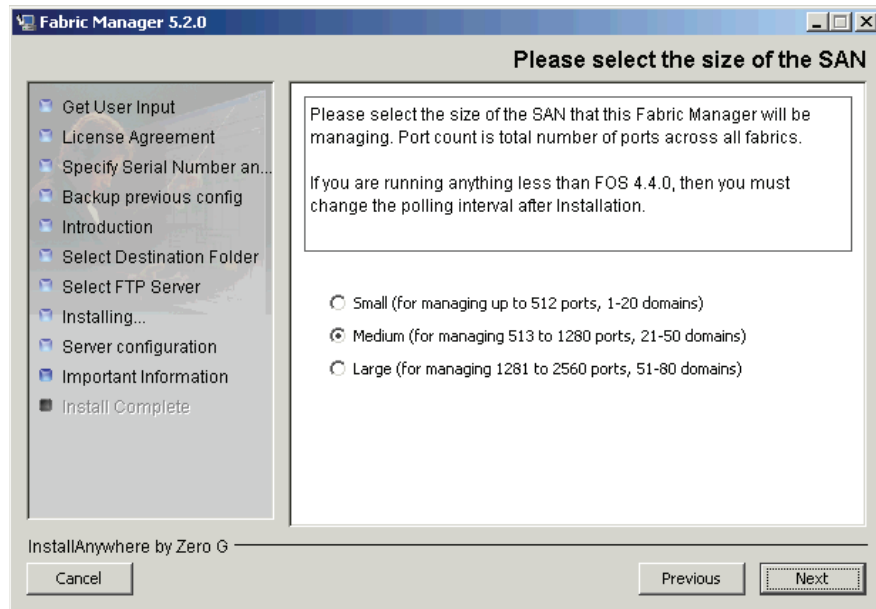 Fabric Manager 5.2.0
Please select the size of the SAN
Get User Input
License Agreement
Specify Serial Number an...
Backup previous config
Introduction
Select Destination Folder
Select FTP Server
Installing...
Server configuration
Important Information
Install Complete
Please select the size of the SAN that this Fabric Manager will be
managing. Port count is total number of ports across all fabrics.
If you are running anything less than FOS 4.4.0, then you must
change the polling interval after Installation.
Small (for managing up to 512 ports, 1-20 domains)
Medium (for managing 513 to 1280 ports, 21-50 domains)
Large (for managing 1281 to 2560 ports, 51-80 domains)
InstallAnywhere by Zero G
Cancel
Previous
Next